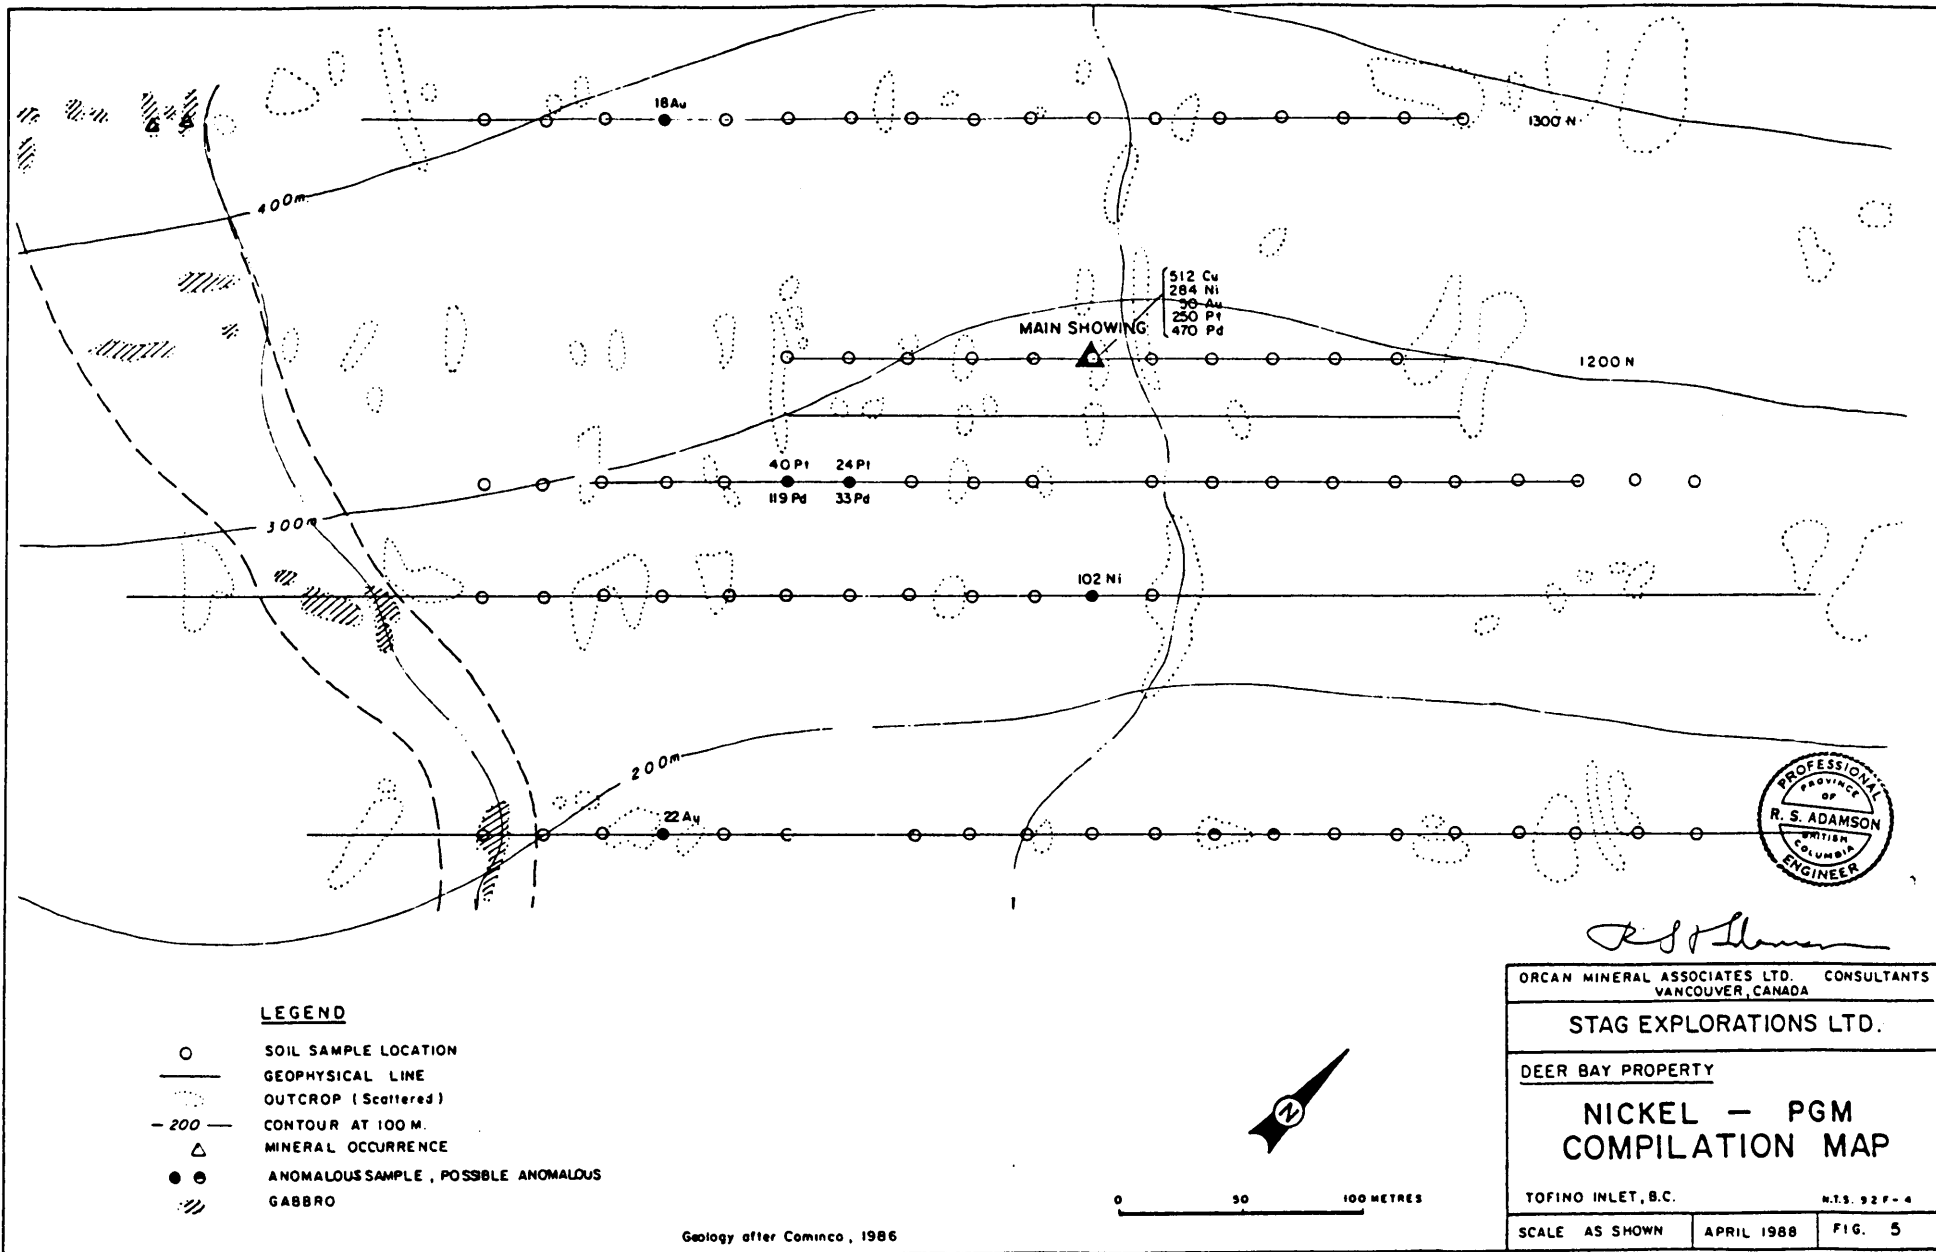 18Au
1300 N
400m
512 Cu
284 Ni
90 Au
250 Pt
470 Pd
MAIN SHOWING
1200 N
40 Pt 24 Pt
119 Pd 33 Pd
300m
102 Ni
200m
22 Au
PROFESSIONAL
PROVINCE
OF
R. S. ADAMSON
BRITISH
COLUMBIA
ENGINEER
LEGEND
SOIL SAMPLE LOCATION
GEOPHYSICAL LINE
OUTCROP (Scattered)
- 200 - CONTOUR AT 100 M.
MINERAL OCCURRENCE
ANOMALOUS SAMPLE, POSSIBLE ANOMALOUS
GABBRO
N
0 50 100 METRES
Geology after Cominco, 1986
ORCAN MINERAL ASSOCIATES LTD. CONSULTANTS
VANCOUVER, CANADA
STAG EXPLORATIONS LTD.
DEER BAY PROPERTY
NICKEL — PGM
COMPILATION MAP
TOFINO INLET, B.C. N.T.S. 92 F - 4
SCALE AS SHOWN APRIL 1988 FIG. 5